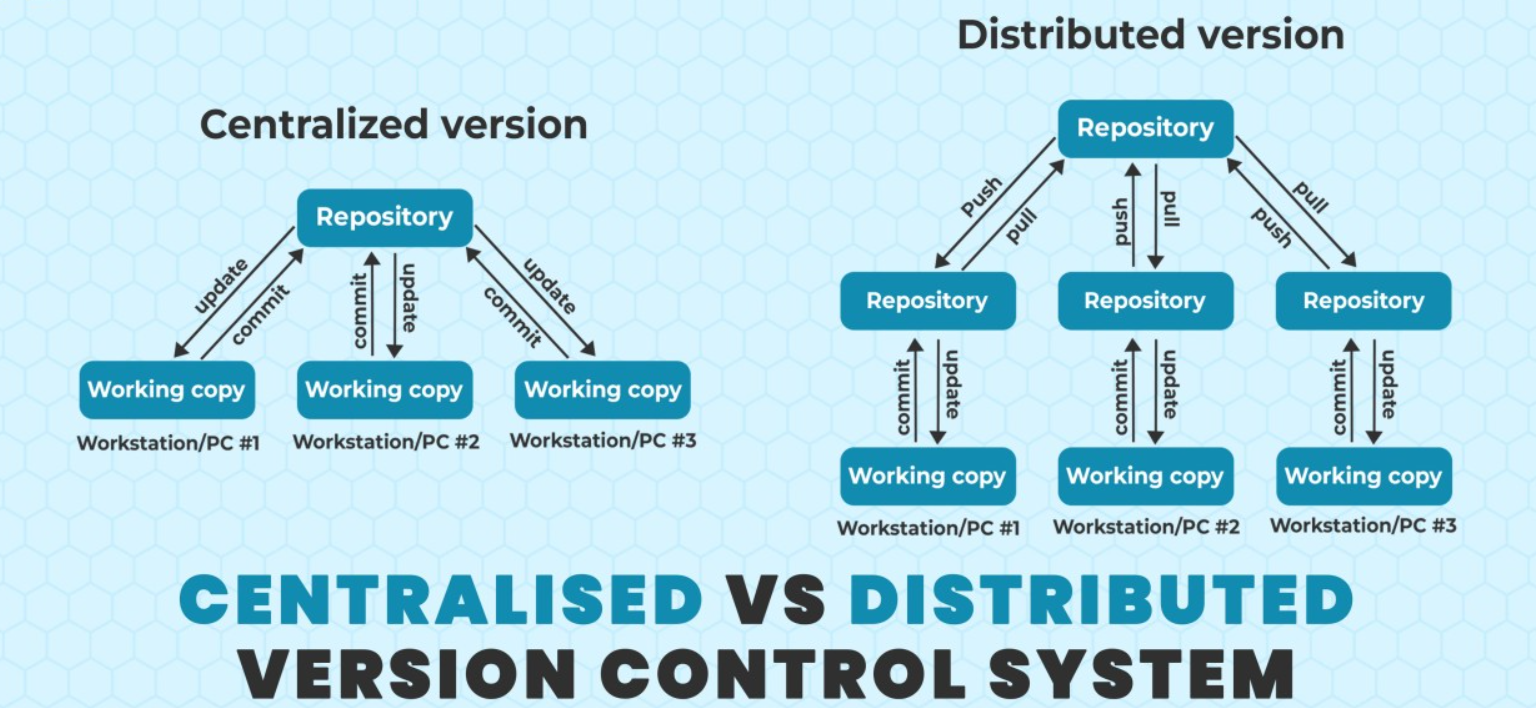 Centralized version
Repository
update
commit
commit
update
commit
update
Working copy
Working copy
Working copy
Workstation/PC #1
Workstation/PC #2
Workstation/PC #3
Distributed version
Repository
Push
pull
push
pull
push
pull
Repository
Repository
Repository
commit
update
commit
update
commit
update
Working copy
Working copy
Working copy
Workstation/PC #1
Workstation/PC #2
Workstation/PC #3
CENTRALISED VS DISTRIBUTED
VERSION CONTROL SYSTEM